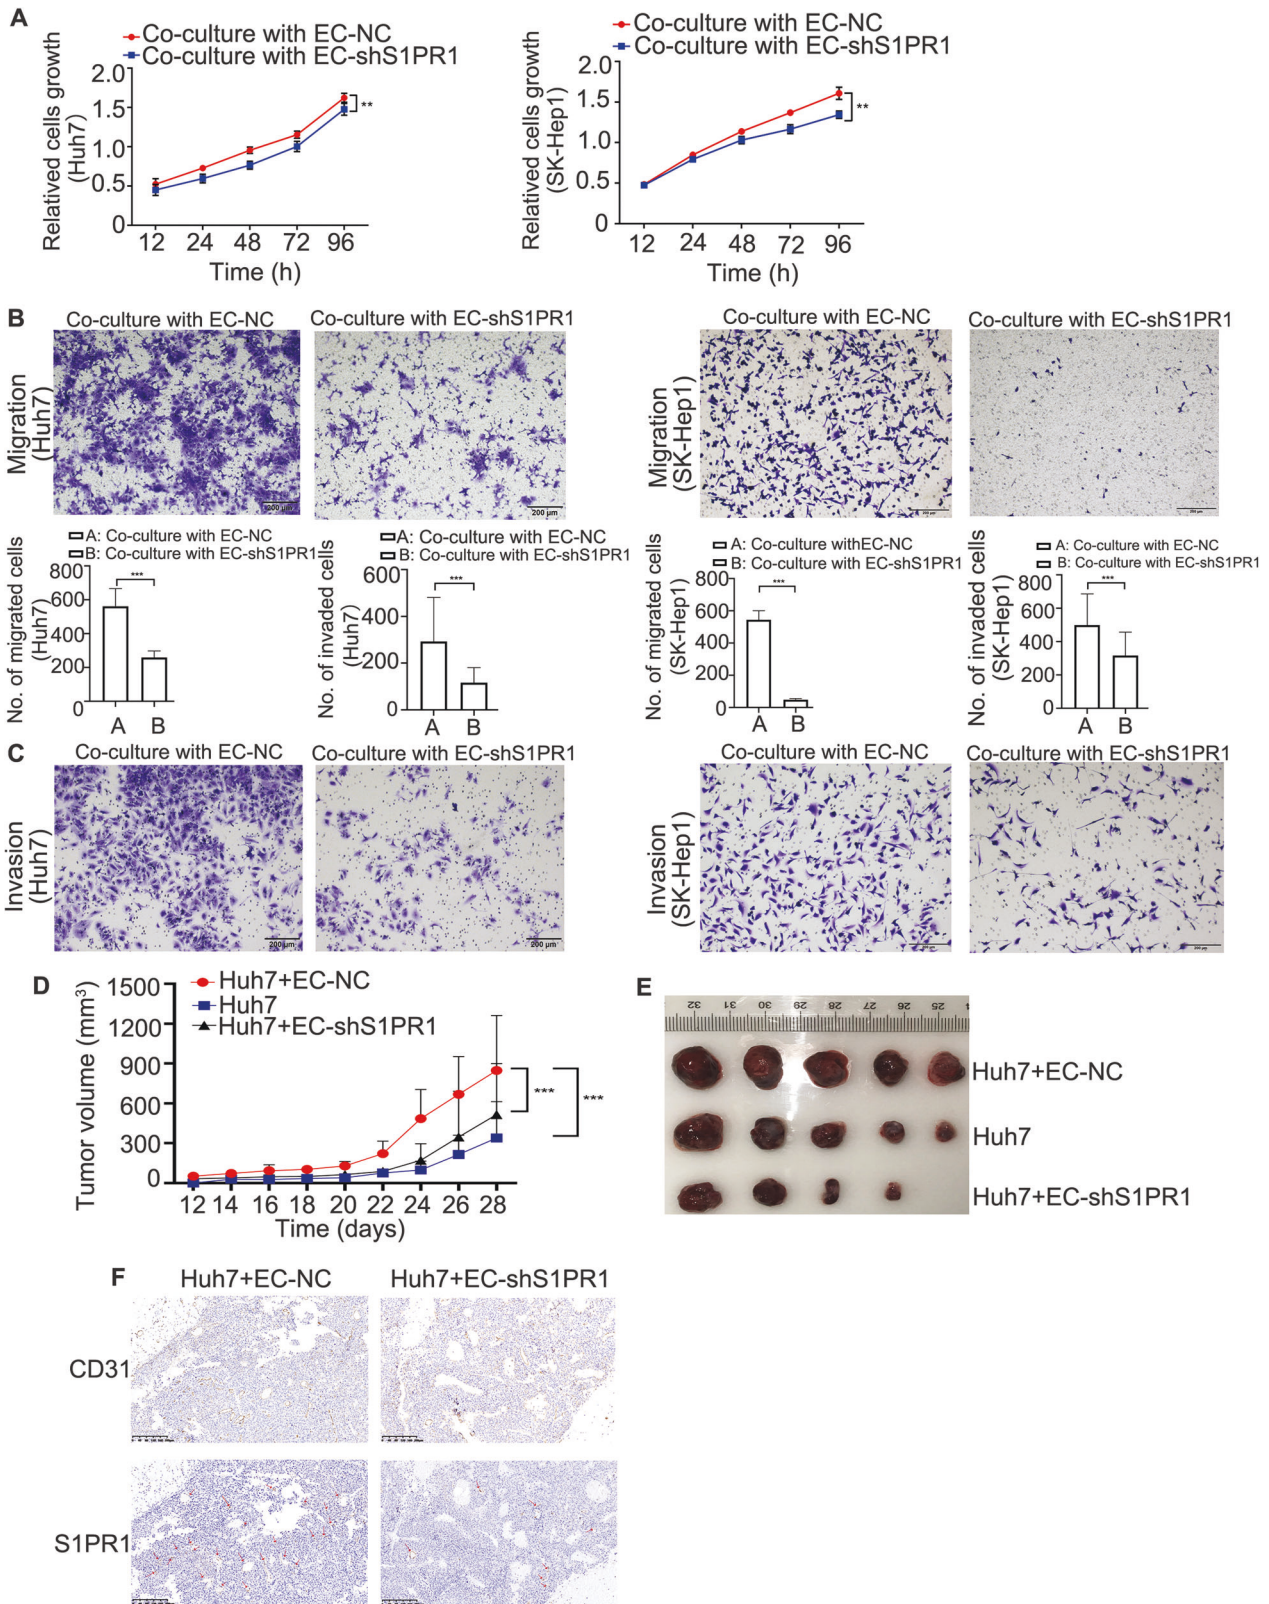 A
Co-culture with EC-NC
Co-culture with EC-shS1PR1
Relatived cells growth
(Huh7)
2.0
1.5
1.0
0.5
0
12 24 48 72 96
Time (h)
**
Co-culture with EC-NC
Co-culture with EC-shS1PR1
Relatived cells growth
(SK-Hep1)
2.0
1.5
1.0
0.5
0
12 24 48 72 96
Time (h)
**
B
Co-culture with EC-NC
Co-culture with EC-shS1PR1
Migration
(Huh7)
200 μm
200 μm
Co-culture with EC-NC
Co-culture with EC-shS1PR1
Migration
(SK-Hep1)
200 μm
200 μm
A: Co-culture with EC-NC
B: Co-culture with EC-shS1PR1
No. of migrated cells
(Huh7)
800
600
400
200
0
***
A B
A: Co-culture with EC-NC
B: Co-culture with EC-shS1PR1
No. of invaded cells
(Huh7)
600
400
200
0
***
A B
A: Co-culture withEC-NC
B: Co-culture with EC-shS1PR1
No. of migrated cells
(SK-Hep1)
800
600
400
200
0
***
A B
A: Co-culture with EC-NC
B: Co-culture with EC-shS1PR1
No. of invaded cells
(SK-Hep1)
800
600
400
200
0
***
A B
C
Co-culture with EC-NC
Co-culture with EC-shS1PR1
Invasion
(Huh7)
200 μm
200 μm
Co-culture with EC-NC
Co-culture with EC-shS1PR1
Invasion
(SK-Hep1)
200 μm
200 μm
D
Huh7+EC-NC
Huh7
Huh7+EC-shS1PR1
Tumor volume (mm³)
1500
1200
900
600
300
0
12 14 16 18 20 22 24 26 28
Time (days)
***
***
E
32 31 30 29 28 27 26 25
Huh7+EC-NC
Huh7
Huh7+EC-shS1PR1
F
Huh7+EC-NC
Huh7+EC-shS1PR1
CD31
S1PR1